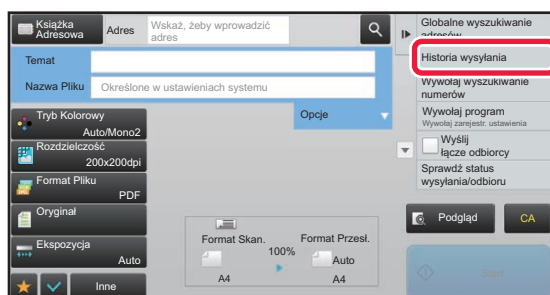 Książka
Adresowa
Adres
Wskaż, żeby wprowadzić
adres
Temat
Nazwa Pliku
Określone w ustawieniach systemu
Opcje
Tryb Kolorowy
Auto/Mono2
Rozdzielczość
200x200dpi
Format Pliku
PDF
Oryginał
Ekspozycja
Auto
Inne
Format Skan.
A4
100%
Format Przesł.
Auto
A4
Globalne wyszukiwanie
adresów
Historia wysyłania
Wywołaj wyszukiwanie
numerów
Wywołaj program
Wywołaj zarejestr. ustawienia
Wyślij
łącze odbiorcy
Sprawdź status
wysyłania/odbioru
Podgląd
CA
Start